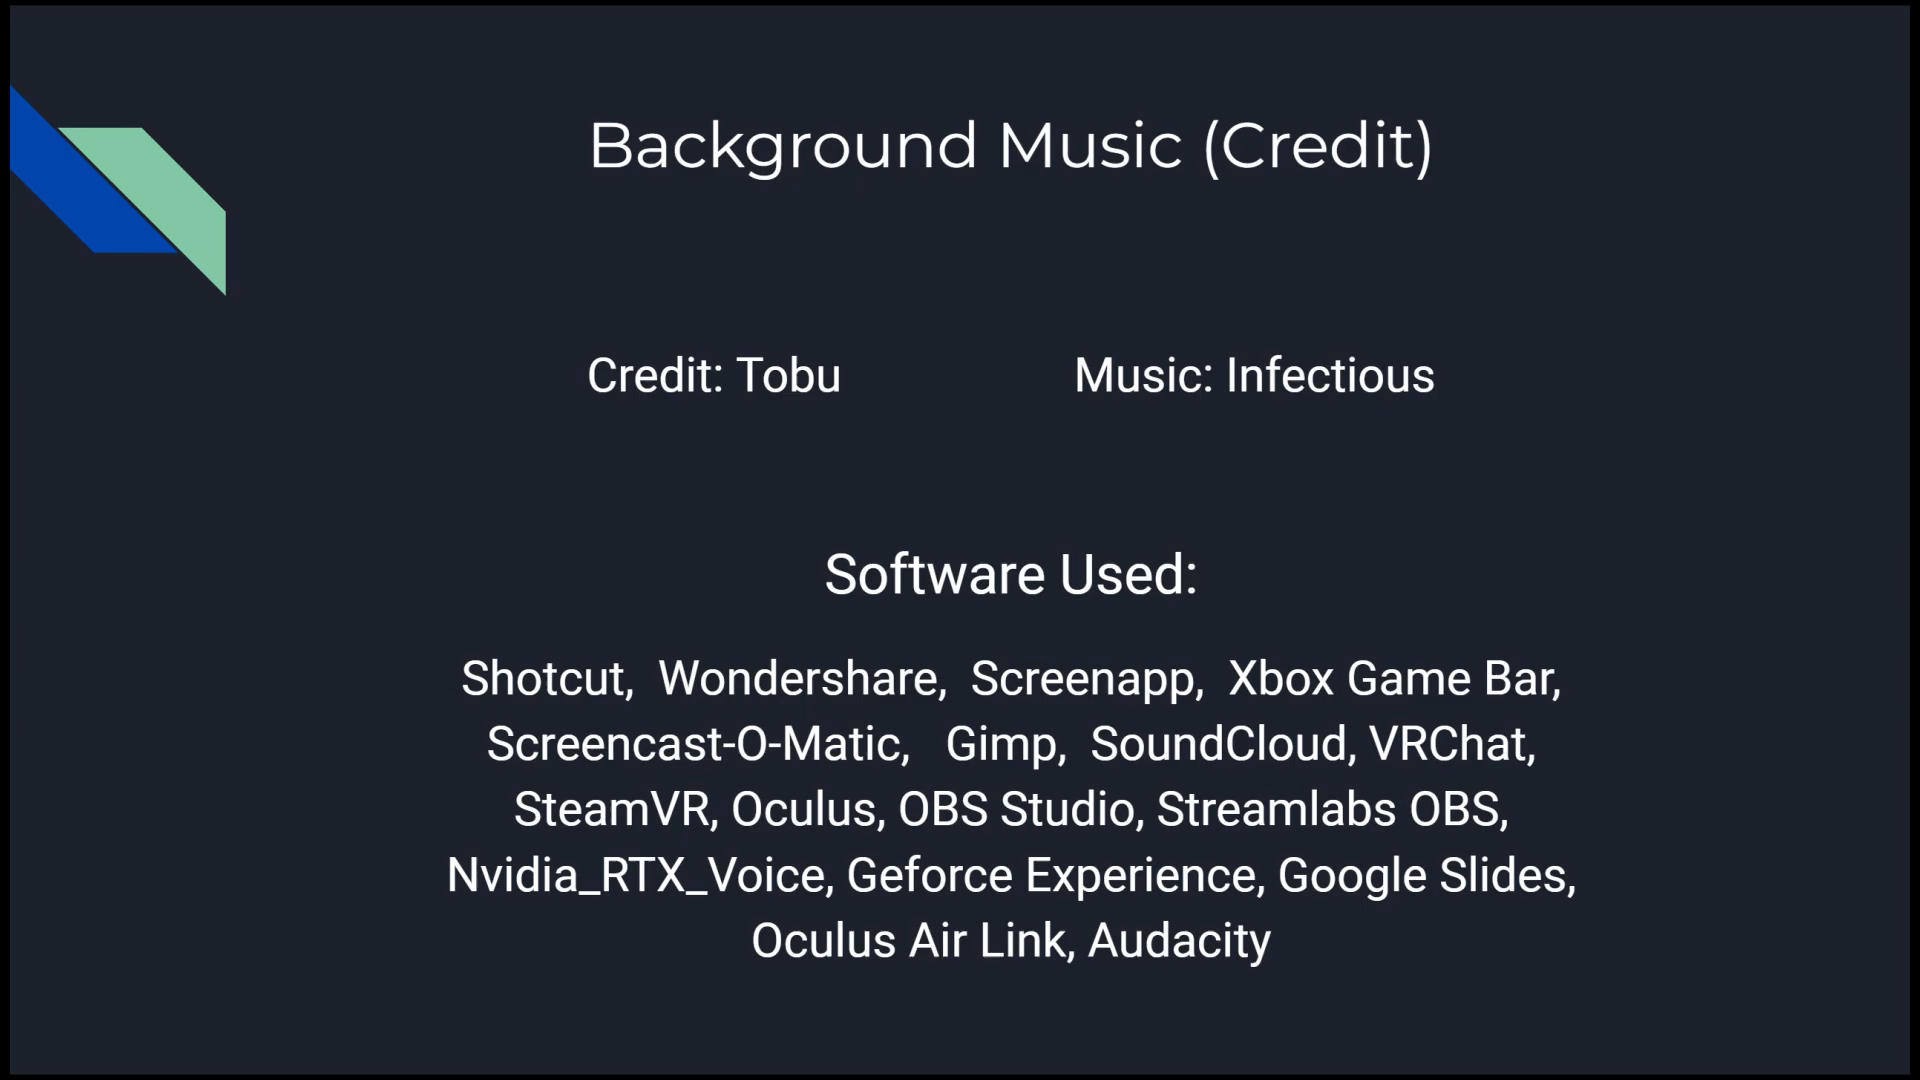 Background Music (Credit)
Credit: Tobu
Music: Infectious
Software Used:
Shotcut,  Wondershare,  Screenapp,  Xbox Game Bar,
Screencast-O-Matic,   Gimp,  SoundCloud, VRChat,
SteamVR, Oculus, OBS Studio, Streamlabs OBS,
Nvidia_RTX_Voice, Geforce Experience, Google Slides,
Oculus Air Link, Audacity